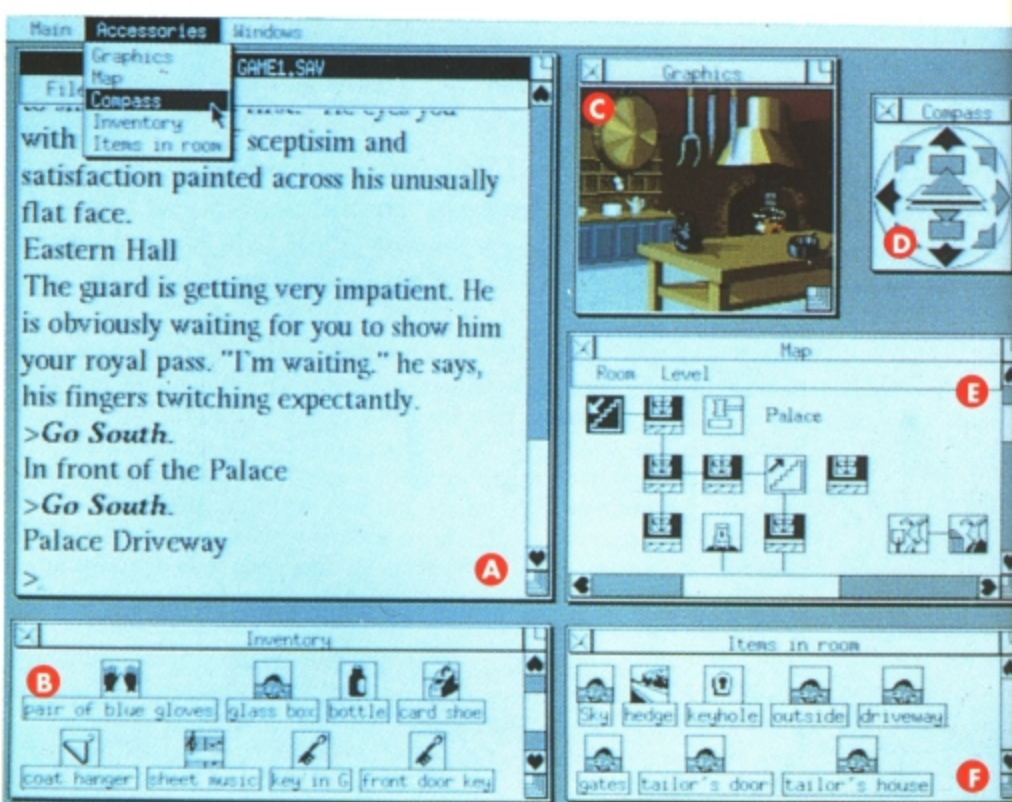 Main Accessories Windows
Graphics
Map
Compass
Inventory
Items in room
GAME1.SAV
File
He eyes you
with sceptisim and
satisfaction painted across his unusually
flat face.
Eastern Hall
The guard is getting very impatient. He
is obviously waiting for you to show him
your royal pass. "I'm waiting." he says,
his fingers twitching expectantly.
>Go South.
In front of the Palace
>Go South.
Palace Driveway
>
A
Graphics
C
Compass
D
Map
Room Level
E
Palace
Inventory
B
pair of blue gloves glass box bottle card shoe
coat hanger sheet music key in G front door key
Items in room
Sky hedge keyhole outside driveway
gates tailor's door tailor's house
F